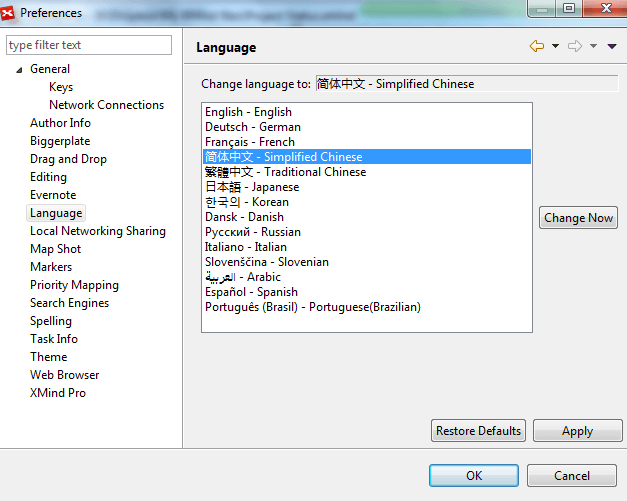 Preferences
type filter text
General
Keys
Network Connections
Author Info
Biggerplate
Drag and Drop
Editing
Evernote
Language
Local Networking Sharing
Map Shot
Markers
Priority Mapping
Search Engines
Spelling
Task Info
Theme
Web Browser
XMind Pro
Language
Change language to: 简体中文 - Simplified Chinese
English - English
Deutsch - German
Français - French
简体中文 - Simplified Chinese
繁體中文 - Traditional Chinese
日本語 - Japanese
한국의 - Korean
Dansk - Danish
Русский - Russian
Italiano - Italian
Slovenščina - Slovenian
العربية - Arabic
Español - Spanish
Português (Brasil) - Portuguese(Brazilian)
Change Now
Restore Defaults
Apply
OK
Cancel